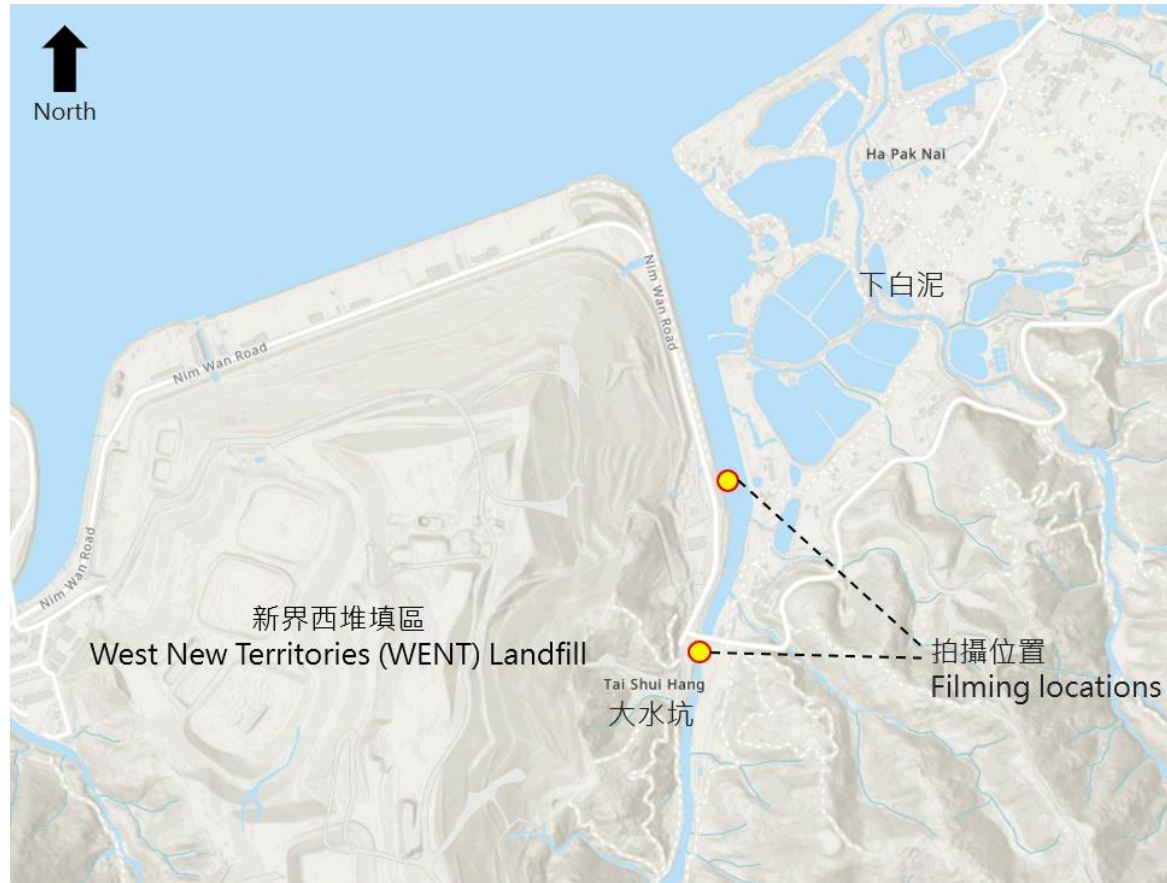 North
Ha Pak Nai
下白泥
Nim Wan Road
Nim Wan Road
Nim Wan Road
新界西堆填區
West New Territories (WENT) Landfill
Tai Shui Hang
大水坑
拍攝位置
Filming locations